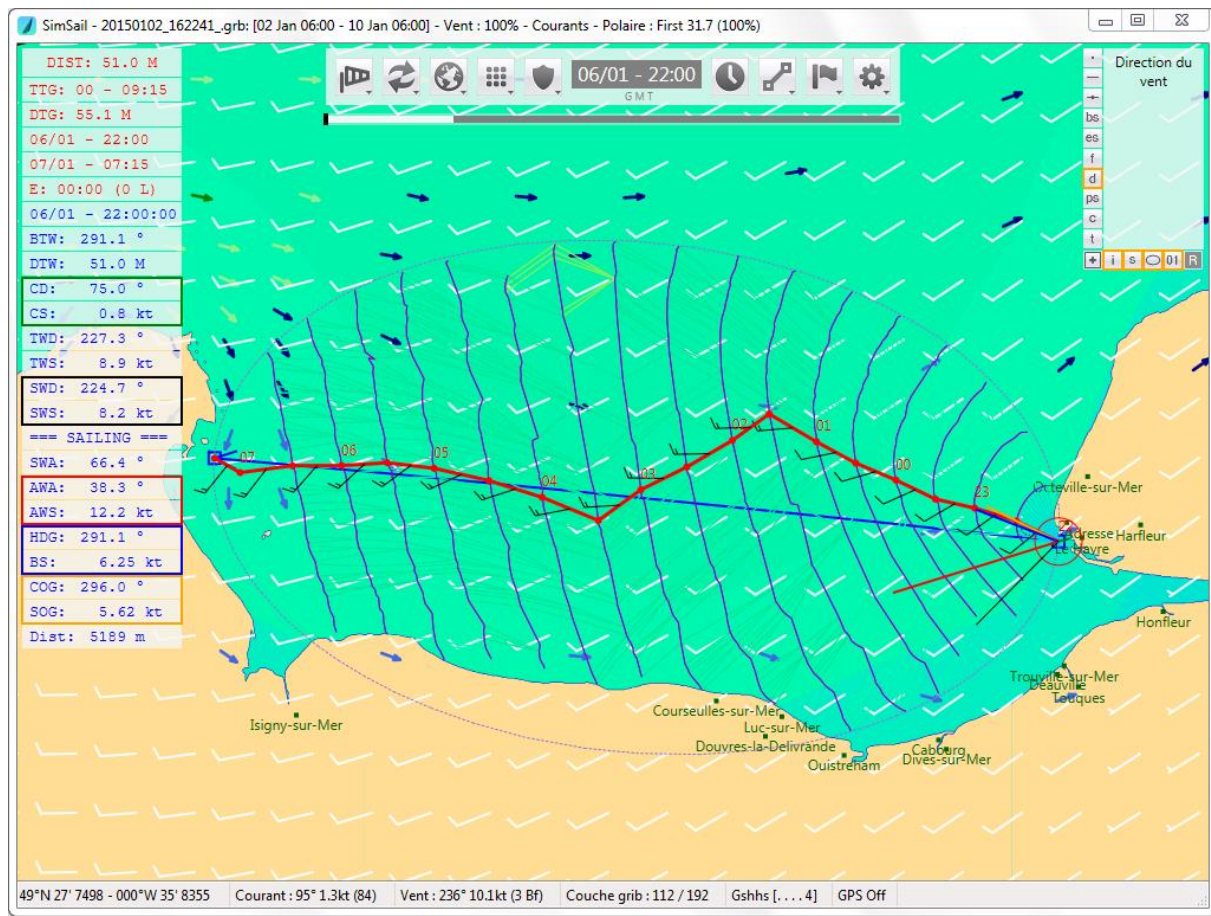 SimSail - 20150102_162241_.grb: [02 Jan 06:00 - 10 Jan 06:00] - Vent : 100% - Courants - Polaire : First 31.7 (100%)
DIST: 51.0 M
TTG: 00 - 09:15
DTG: 55.1 M
06/01 - 22:00
07/01 - 07:15
E: 00:00 (0 L)
06/01 - 22:00:00
BTW: 291.1 °
DTW: 51.0 M
CD: 75.0 °
CS: 0.8 kt
TWD: 227.3 °
TWS: 8.9 kt
SWD: 224.7 °
SWS: 8.2 kt
=== SAILING ===
SWA: 66.4 °
AWA: 38.3 °
AWS: 12.2 kt
HDG: 291.1 °
BS: 6.25 kt
COG: 296.0 °
SOG: 5.62 kt
Dist: 5189 m
06/01 - 22:00
GMT
Direction du
vent
bs
es
f
d
ps
c
t
+ i s 01 R
07
06
05
04
03
02
01
00
23
Octeville-sur-Mer
Adresse
Harfleur
Le Havre
Honfleur
Trouville-sur-Mer
Deauville
Touques
Isigny-sur-Mer
Courseulles-sur-Mer
Luc-sur-Mer
Douvres-la-Delivrande
Ouistreham
Cabourg
Dives-sur-Mer
49°N 27' 7498 - 000°W 35' 8355
Courant : 95° 1.3kt (84)
Vent : 236° 10.1kt (3 Bf)
Couche grib : 112 / 192
Gshhs [. . . . 4]
GPS Off